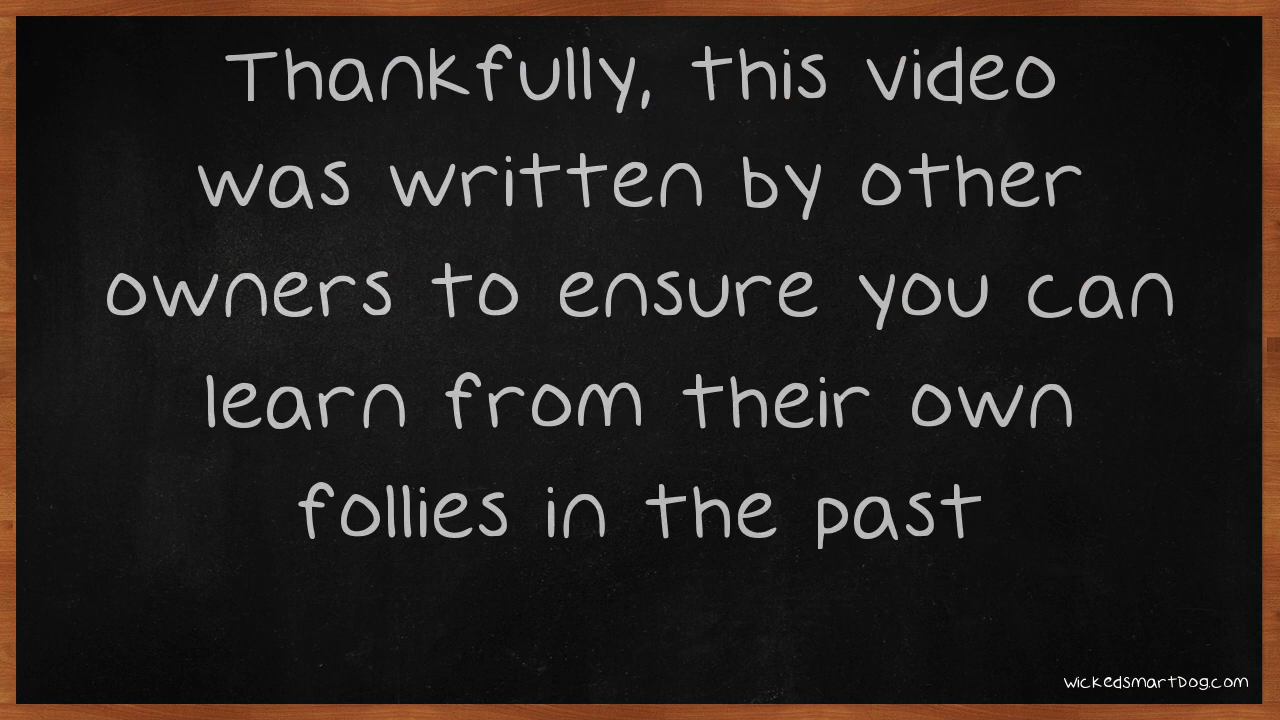 Thankfully, this video
was written by other
owners to ensure you can
learn from their own
follies in the past
wickedsmartDog.com